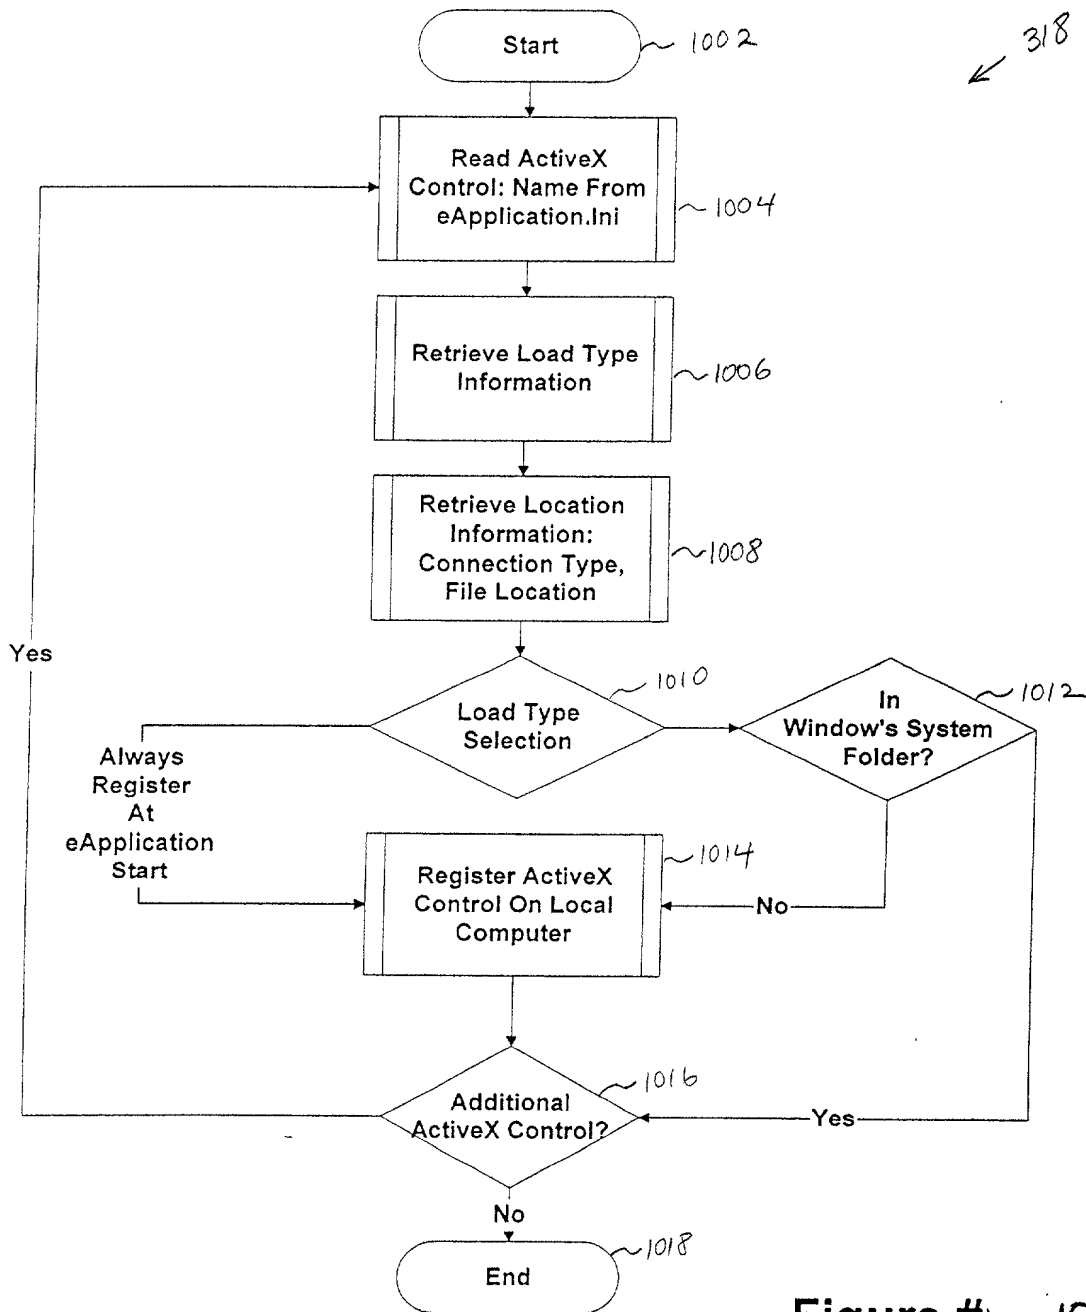 Start
1002
318
Read ActiveX
Control: Name From
eApplication.Ini
1004
Retrieve Load Type
Information
1006
Retrieve Location
Information:
Connection Type,
File Location
1008
Yes
Load Type
Selection
1010
In
Window's System
Folder?
1012
Always
Register
At
eApplication
Start
Register ActiveX
Control On Local
Computer
1014
No
Additional
ActiveX Control?
1016
Yes
No
End
1018
Figure #